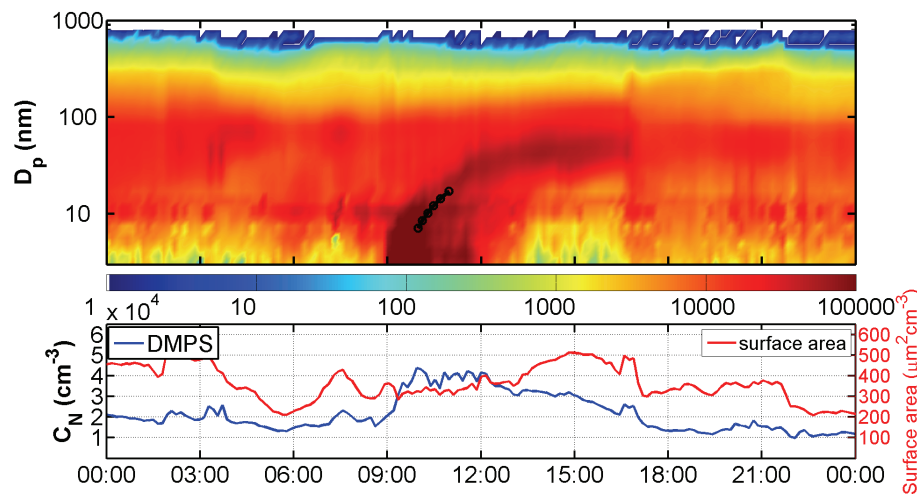 1000
100
10
D_p (nm)
1 10 100 1000 10000 100000
x 10^4
6 5 4 3 2 1
C_N (cm^-3)
DMPS
surface area
600 500 400 300 200 100
Surface area (um^2cm^-3)
00:00 03:00 06:00 09:00 12:00 15:00 18:00 21:00 00:00